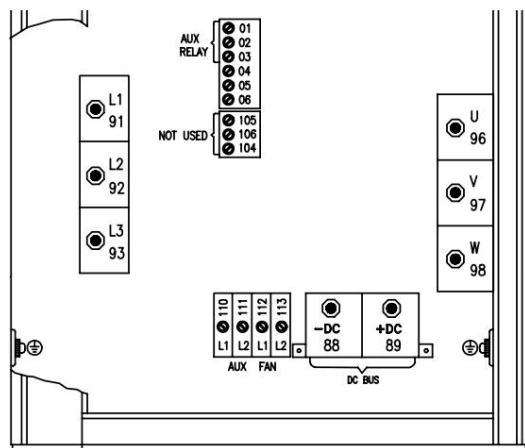 AUX
RELAY
01
02
03
04
05
06
NOT USED
105
106
104
L1
91
L2
92
L3
93
U
96
V
97
W
98
110
111
112
113
L1
L2
L1
L2
AUX FAN
-DC
88
+DC
89
DC BUS